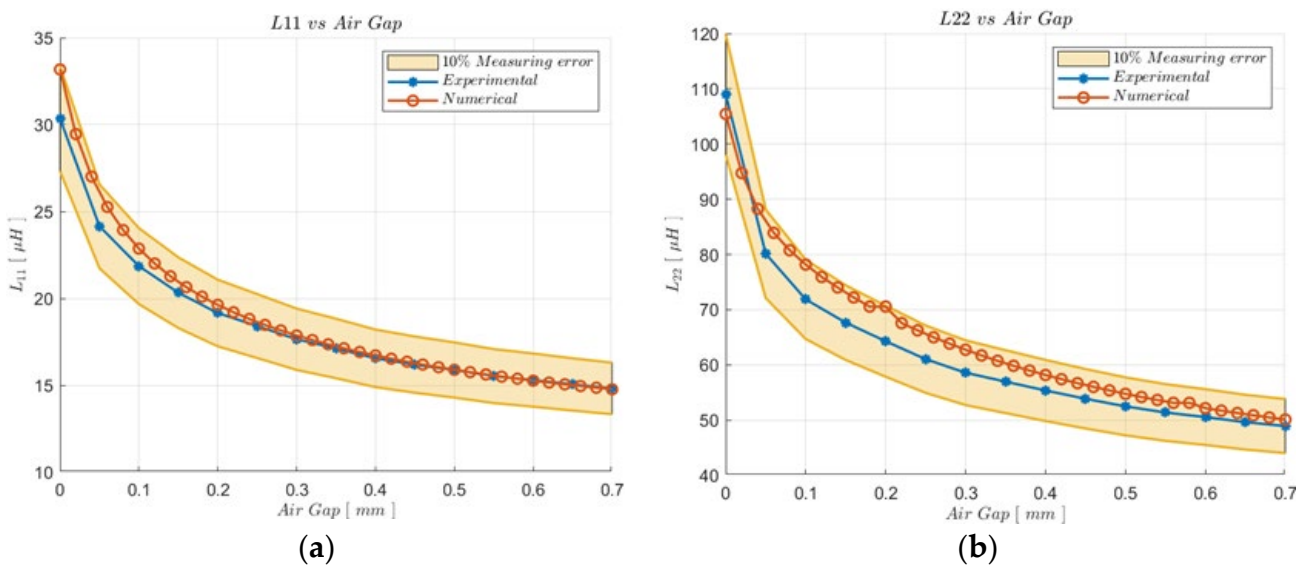 L11 vs Air Gap
35
30
25
20
15
10
L₁₁ [ μH ]
10% Measuring error
Experimental
Numerical
0 0.1 0.2 0.3 0.4 0.5 0.6 0.7
Air Gap [ mm ]
(a)
L22 vs Air Gap
120
110
100
90
80
70
60
50
40
L₂₂ [ μH ]
10% Measuring error
Experimental
Numerical
0 0.1 0.2 0.3 0.4 0.5 0.6 0.7
Air Gap [ mm ]
(b)